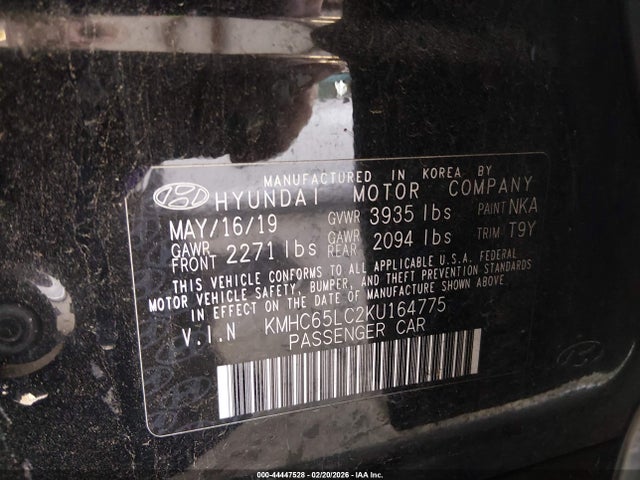 MANUFACTURED IN KOREA BY
HYUNDAI MOTOR COMPANY
MAY/16/19 GVWR 3935 lbs PAINT NKA
GAWR FRONT 2271 lbs GAWR REAR 2094 lbs TRIM T9Y
THIS VEHICLE CONFORMS TO ALL APPLICABLE U.S.A. FEDERAL
MOTOR VEHICLE SAFETY, BUMPER, AND THEFT PREVENTION STANDARDS
IN EFFECT ON THE DATE OF MANUFACTURE SHOWN ABOVE.
V.I.N KMHC65LC2KU164775
PASSENGER CAR
000-44447528 - 02/20/2026 - IAA Inc.